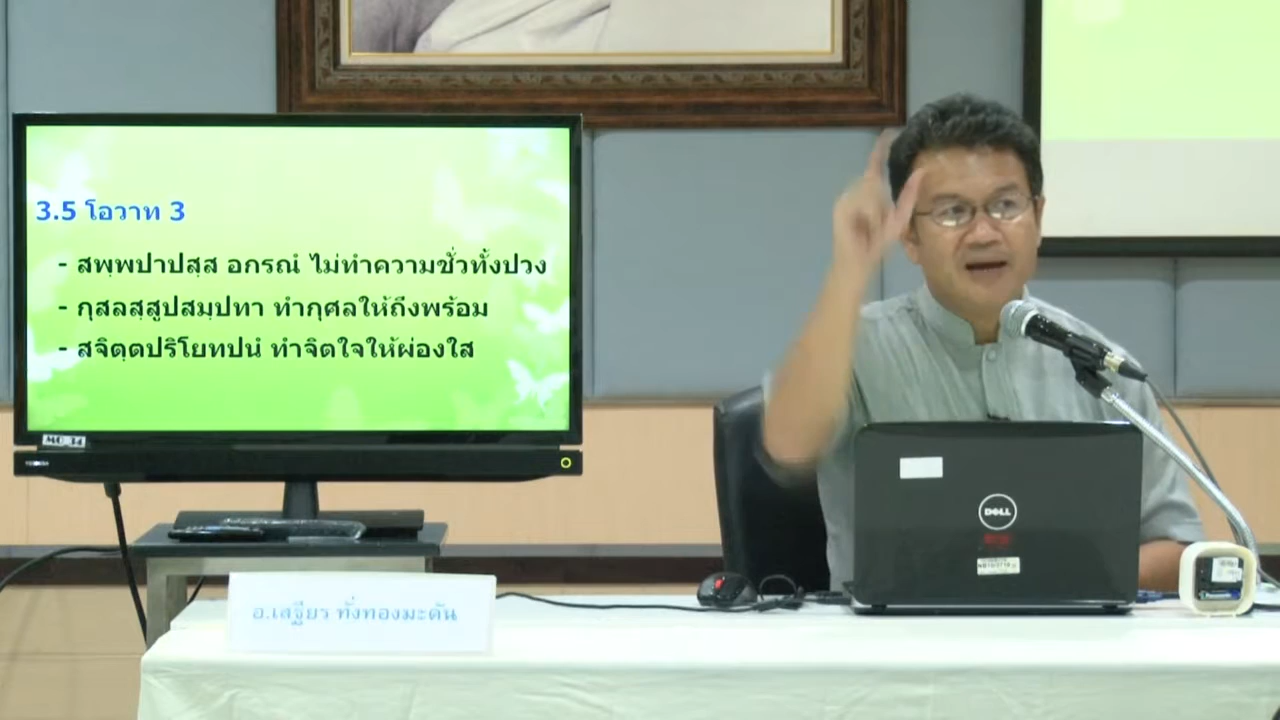 3.5 โอวาท 3
- สพฺพปาปสฺส อกรณํ ไม่ทำความชั่วทั้งปวง
- กุสลสฺสูปสมฺปทา ทำกุศลให้ถึงพร้อม
- สจิตฺตปริโยทปนํ ทำจิตใจให้ผ่องใส
MC 34
อ.เสฐียร ทั่งทองมะดัน
DELL